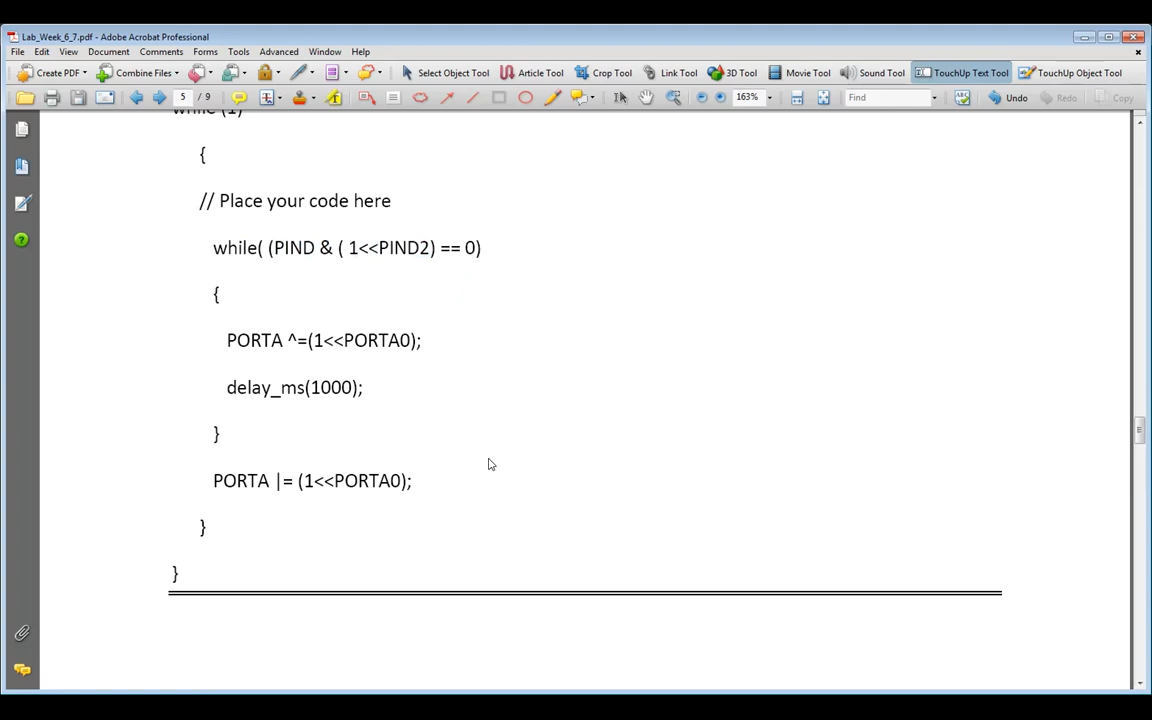 Lab_Week_6_7.pdf - Adobe Acrobat Professional
File Edit View Document Comments Forms Tools Advanced Window Help
Create PDF Combine Files Select Object Tool Article Tool Crop Tool Link Tool 3D Tool Movie Tool Sound Tool TouchUp Text Tool TouchUp Object Tool
5 / 9 163% Find Undo Redo Copy
while (1)
{
// Place your code here
while( (PIND & ( 1<<PIND2) == 0)
{
PORTA ^=(1<<PORTA0);
delay_ms(1000);
}
PORTA |= (1<<PORTA0);
}
}